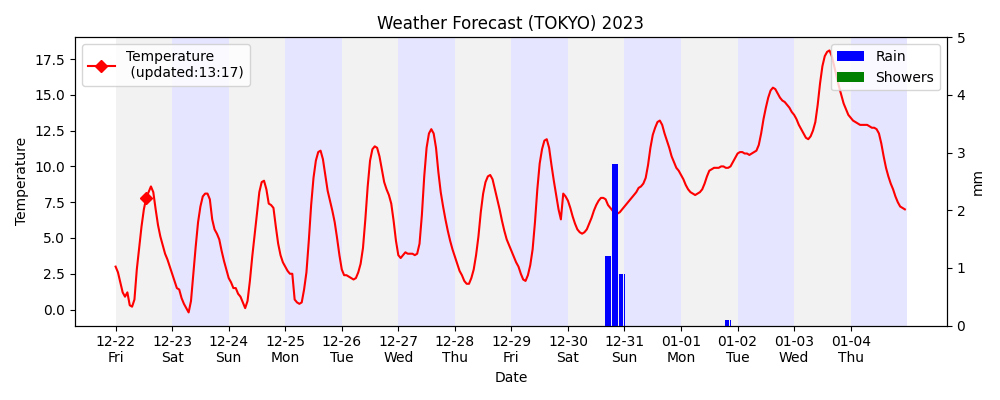 Weather Forecast (TOKYO) 2023
Temperature
(updated:13:17)
Rain
Showers
Temperature
17.5
15.0
12.5
10.0
7.5
5.0
2.5
0.0
5
4
3
2
1
0
mm
12-22 12-23 12-24 12-25 12-26 12-27 12-28 12-29 12-30 12-31 01-01 01-02 01-03 01-04
Fri Sat Sun Mon Tue Wed Thu Fri Sat Sun Mon Tue Wed Thu
Date